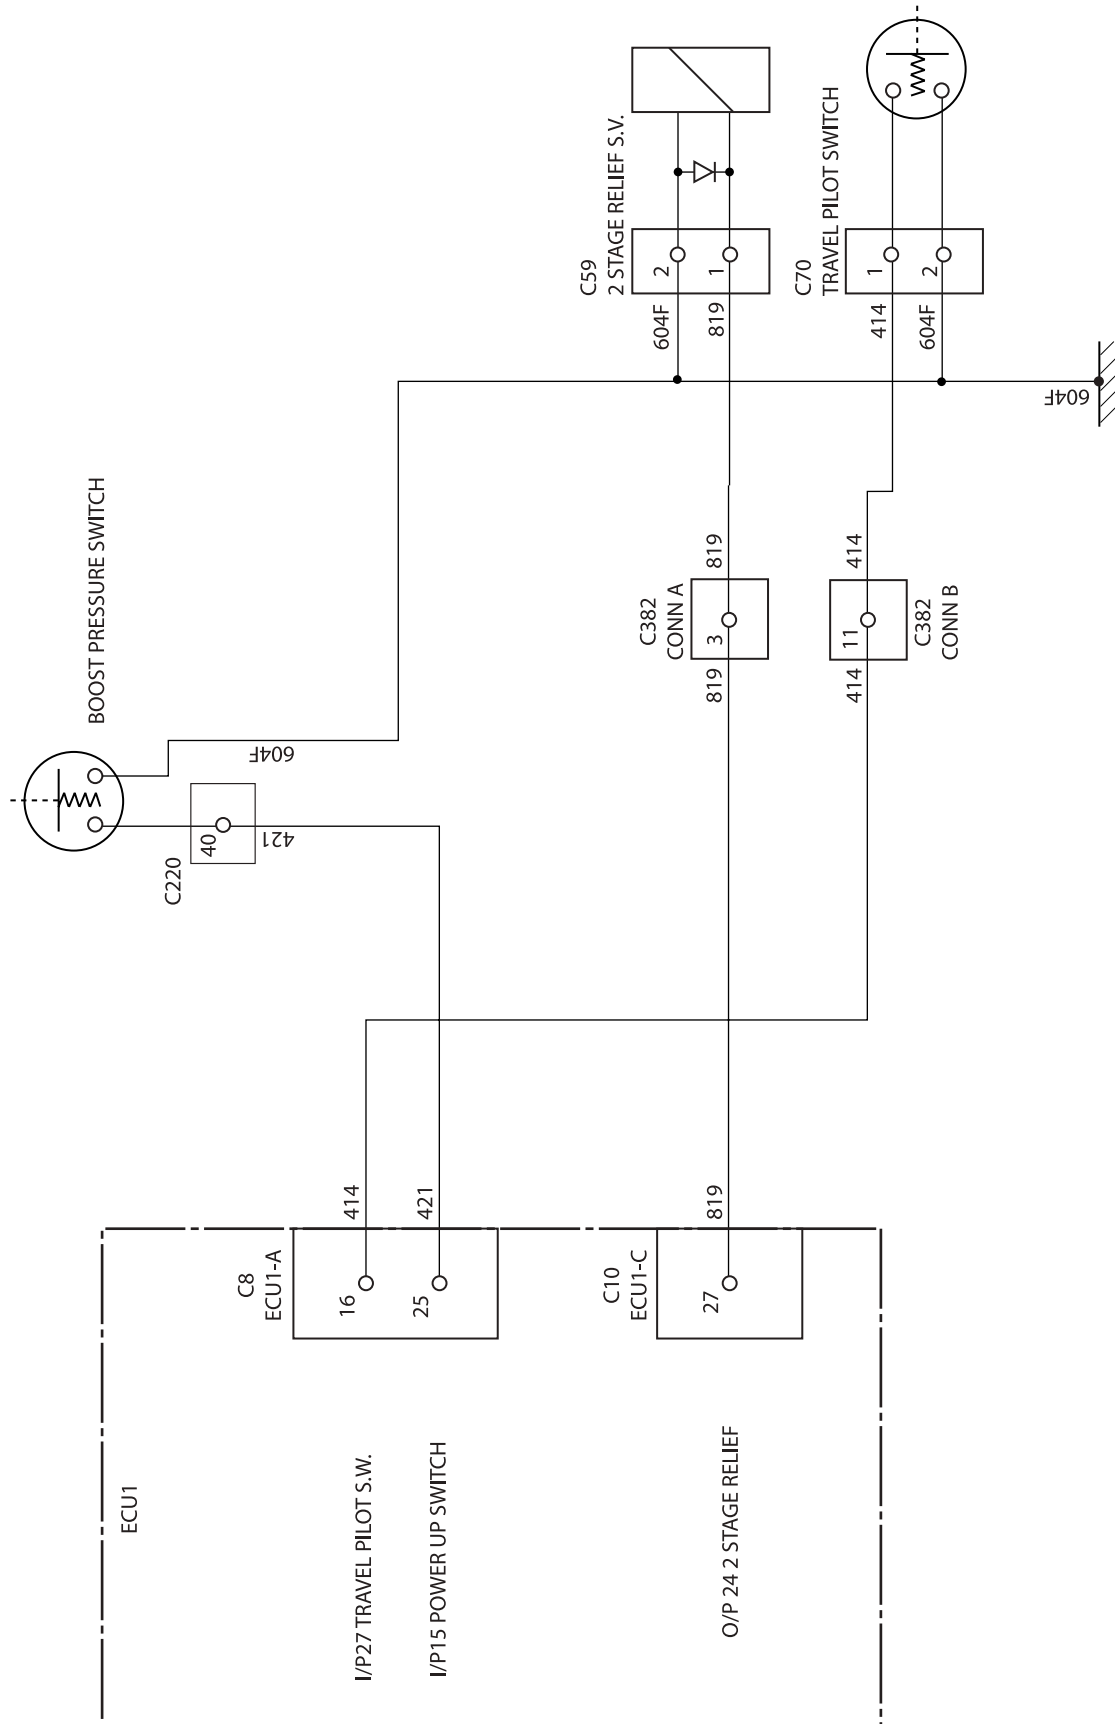 ECU1
I/P27 TRAVEL PILOT S.W.
I/P15 POWER UP SWITCH
O/P 24 2 STAGE RELIEF
C8
ECU1-A
16
25
414
421
C10
ECU1-C
27
819
C220
40
421
604F
BOOST PRESSURE SWITCH
C382
CONN A
3
819
819
C382
CONN B
11
414
414
C59
2 STAGE RELIEF S.V.
2
1
604F
819
C70
TRAVEL PILOT SWITCH
1
2
414
604F
604F